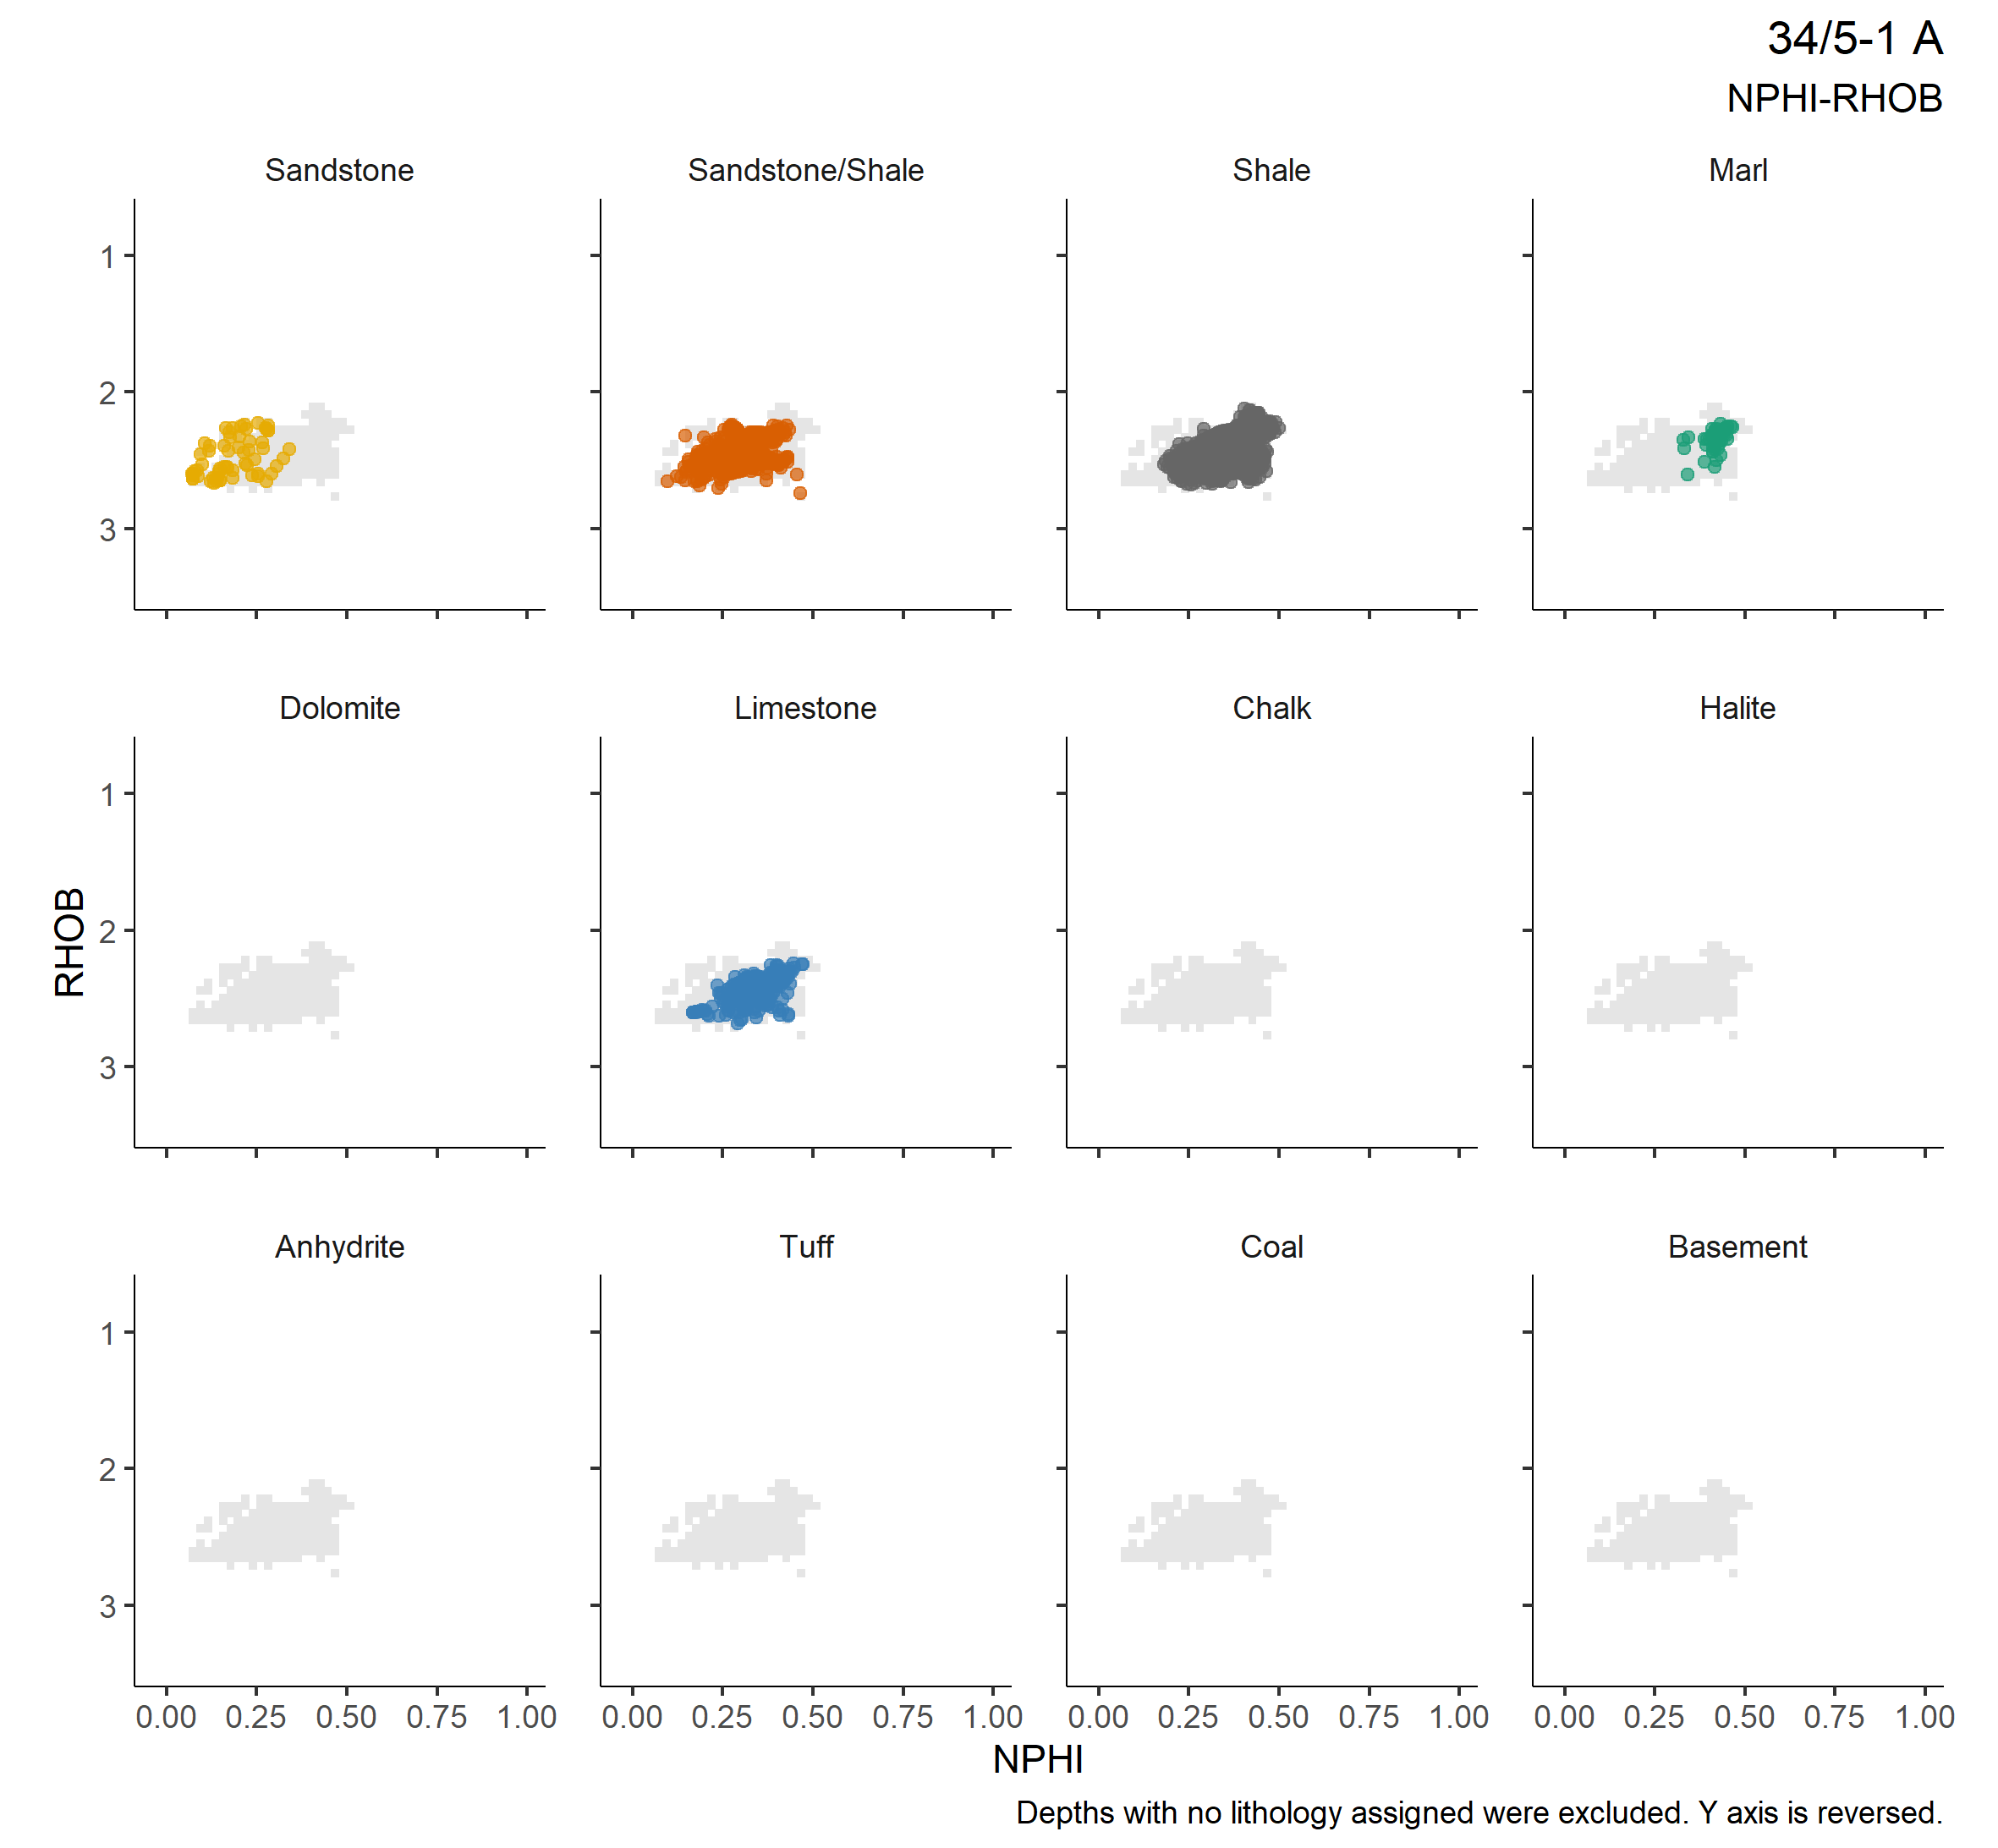 34/5-1 A
NPHI-RHOB
Sandstone Sandstone/Shale Shale Marl
1
2
3
Dolomite Limestone Chalk Halite
1
2
3
RHOB
Anhydrite Tuff Coal Basement
1
2
3
0.00 0.25 0.50 0.75 1.00 0.00 0.25 0.50 0.75 1.00 0.00 0.25 0.50 0.75 1.00 0.00 0.25 0.50 0.75 1.00
NPHI
Depths with no lithology assigned were excluded. Y axis is reversed.